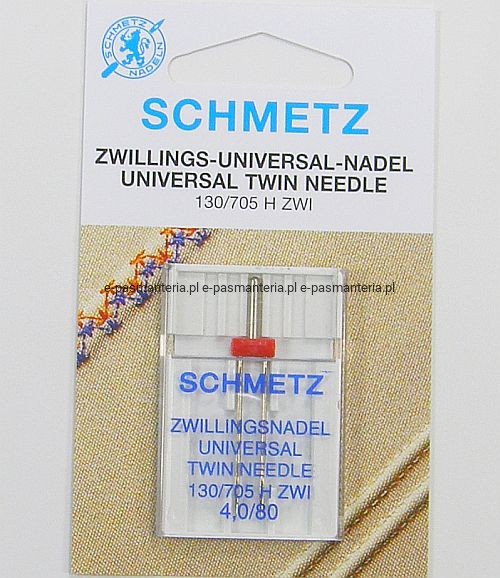 SCHMETZ
NADELN
SCHMETZ
ZWILLINGS-UNIVERSAL-NADEL
UNIVERSAL TWIN NEEDLE
130/705 H ZWI
e-pasmanteria.pl e-pasmanteria.pl e-pasmanteria.pl
SCHMETZ
ZWILLINGSNADEL
UNIVERSAL
TWIN NEEDLE
130/705 H ZWI
4,0/80